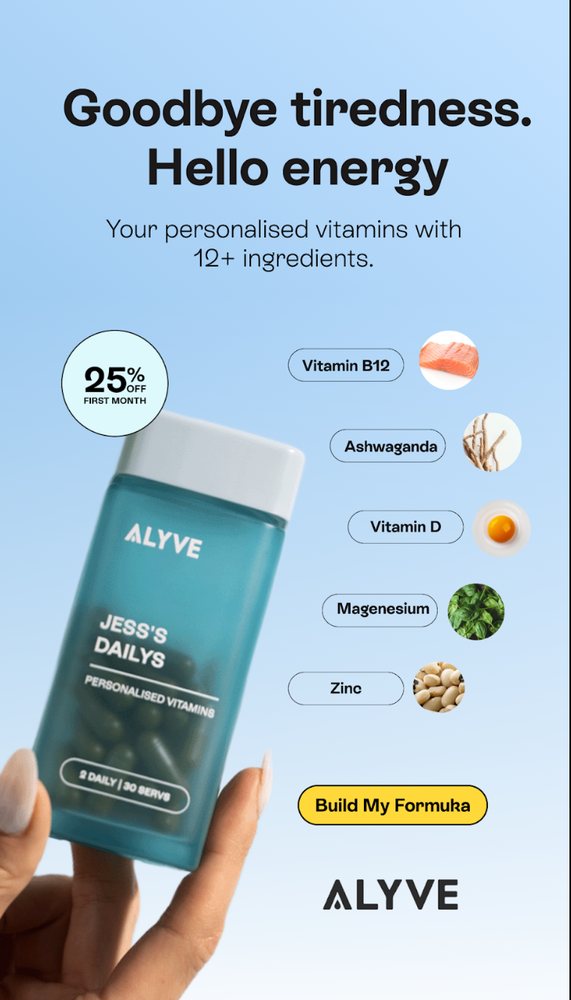 Goodbye tiredness.
Hello energy
Your personalised vitamins with
12+ ingredients.
25%
OFF
FIRST MONTH
Vitamin B12
Ashwaganda
Vitamin D
Magenesium
Zinc
ALYVE
JESS'S
DAILYS
PERSONALISED VITAMINS
2 DAILY | 30 SERVS
Build My Formuka
ALYVE